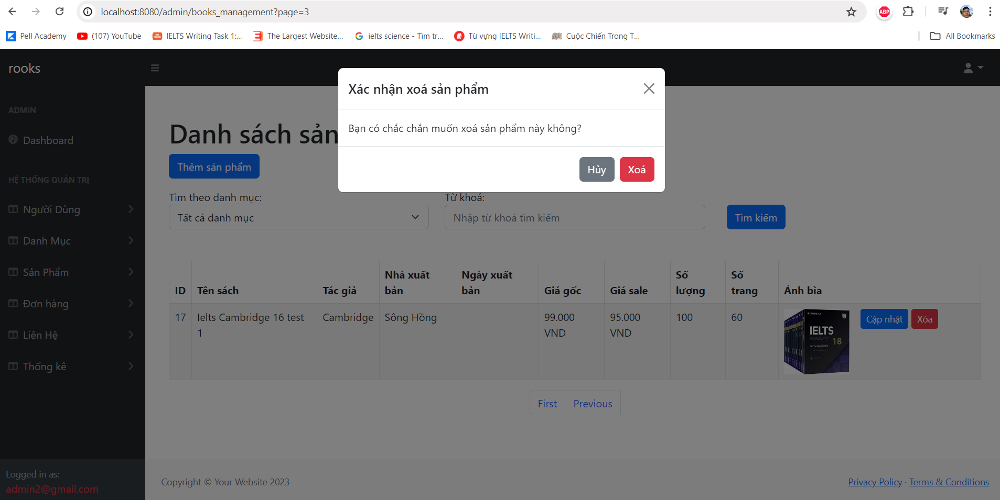 localhost:8080/admin/books_management?page=3
ABP
Pell Academy
(107) YouTube
IELTS Writing Task 1:...
The Largest Website...
ielts science - Tìm tr...
Từ vựng IELTS Writi...
Cuộc Chiến Trong T...
All Bookmarks
rooks
Xác nhận xoá sản phẩm
Bạn có chắc chắn muốn xoá sản phẩm này không?
Hủy
Xoá
ADMIN
Dashboard
HỆ THỐNG QUẢN TRỊ
Người Dùng
Danh Mục
Sản Phẩm
Đơn hàng
Liên Hệ
Thống kê
Logged in as:
admin2@gmail.com
Danh sách sản
Thêm sản phẩm
Tìm theo danh mục:
Từ khoá:
Tất cả danh mục
Nhập từ khoá tìm kiếm
Tìm kiếm
ID
Tên sách
Tác giả
Nhà xuất
bản
Ngày xuất
bản
Giá gốc
Giá sale
Số
lượng
Số
trang
Ảnh bìa
17
Ielts Cambridge 16 test
1
Cambridge
Sông Hồng
99.000
VND
95.000
VND
100
60
IELTS
ACADEMIC 18
WITH ANSWERS
Cập nhật
Xóa
First
Previous
Copyright © Your Website 2023
Privacy Policy · Terms & Conditions